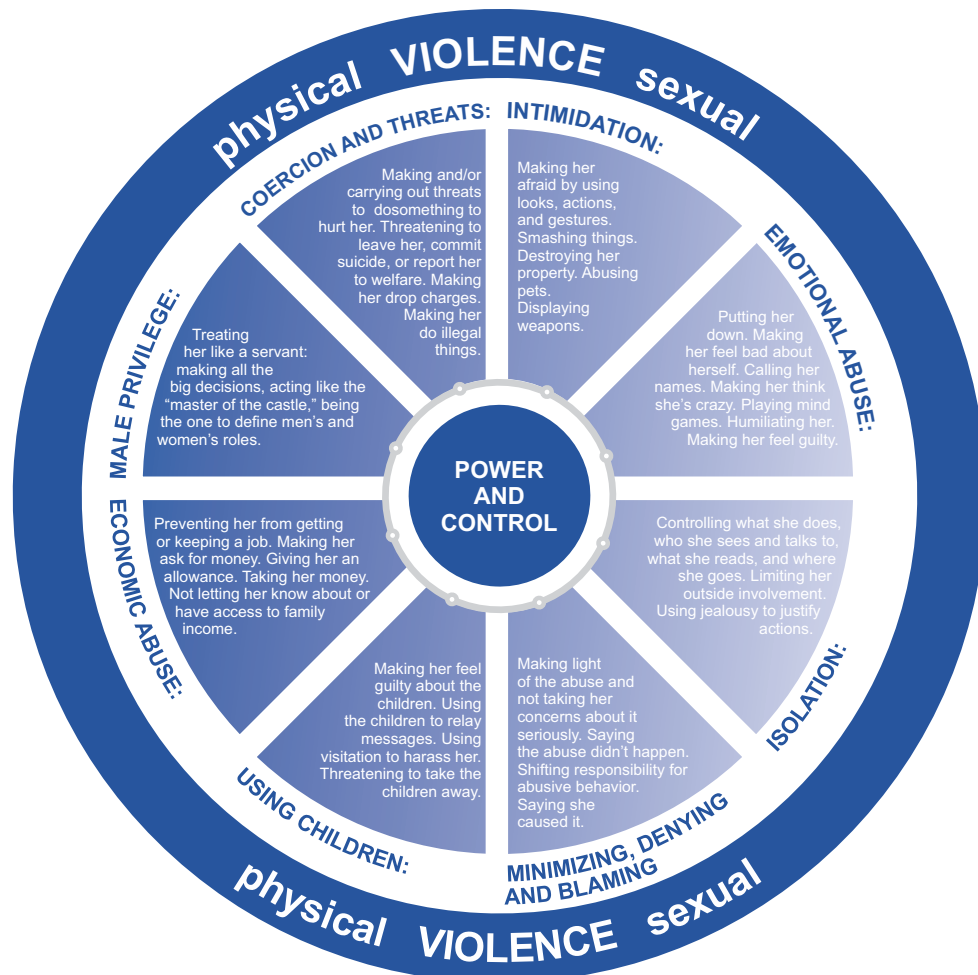 physical VIOLENCE sexual
COERCION AND THREATS:
Making and/or
carrying out threats
to dosomething to
hurt her. Threatening to
leave her, commit
suicide, or report her
to welfare. Making
her drop charges.
Making her
do illegal
things.
INTIMIDATION:
Making her
afraid by using
looks, actions,
and gestures.
Smashing things.
Destroying her
property. Abusing
pets.
Displaying
weapons.
EMOTIONAL ABUSE:
Putting her
down. Making
her feel bad about
herself. Calling her
names. Making her think
she’s crazy. Playing mind
games. Humiliating her.
Making her feel guilty.
ISOLATION:
Controlling what she does,
who she sees and talks to,
what she reads, and where
she goes. Limiting her
outside involvement.
Using jealousy to justify
actions.
MINIMIZING, DENYING
AND BLAMING
Making light
of the abuse and
not taking her
concerns about it
seriously. Saying
the abuse didn’t happen.
Shifting responsibility for
abusive behavior.
Saying she
caused it.
USING CHILDREN:
Making her feel
guilty about the
children. Using
the children to relay
messages. Using
visitation to harass her.
Threatening to take the
children away.
ECONOMIC ABUSE:
Preventing her from getting
or keeping a job. Making her
ask for money. Giving her an
allowance. Taking her money.
Not letting her know about or
have access to family
income.
MALE PRIVILEGE:
Treating
her like a servant:
making all the
big decisions, acting like the
“master of the castle,” being
the one to define men’s and
women’s roles.
POWER
AND
CONTROL
physical VIOLENCE sexual